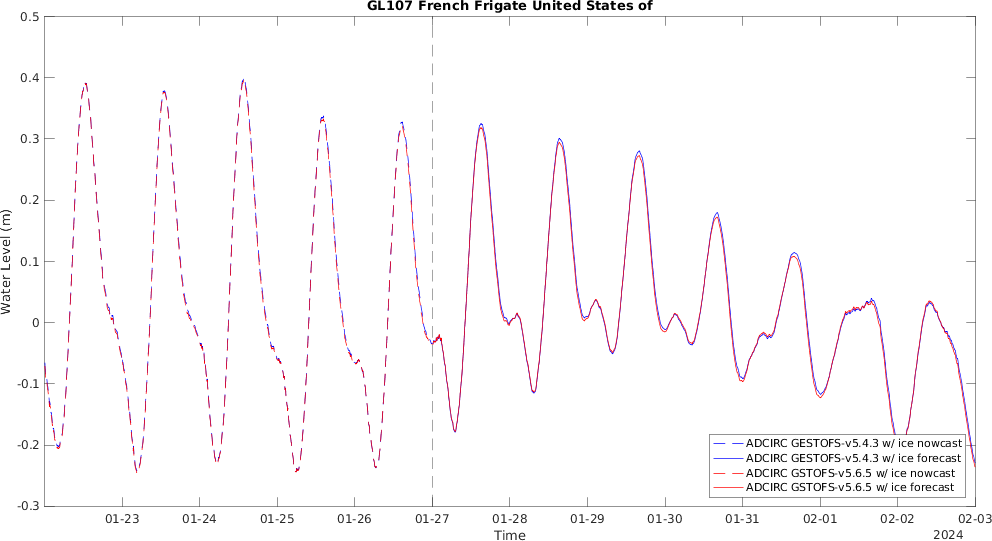 GL107 French Frigate United States of
0.5
0.4
0.3
0.2
0.1
0
-0.1
-0.2
-0.3
Water Level (m)
ADCIRC GESTOFS-v5.4.3 w/ ice nowcast
ADCIRC GESTOFS-v5.4.3 w/ ice forecast
ADCIRC GSTOFS-v5.6.5 w/ ice nowcast
ADCIRC GSTOFS-v5.6.5 w/ ice forecast
01-23 01-24 01-25 01-26 01-27 01-28 01-29 01-30 01-31 02-01 02-02 02-03
Time 2024